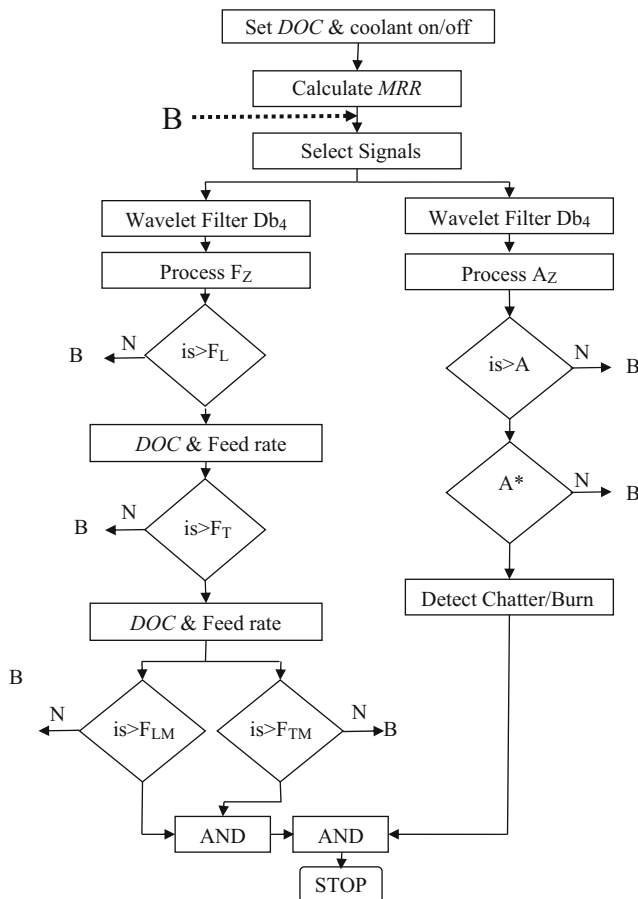 Set DOC & coolant on/off
Calculate MRR
B
Select Signals
Wavelet Filter Db4
Wavelet Filter Db4
Process FZ
Process AZ
N
is>FL
B
is>A
N
B
DOC & Feed rate
N
is>FT
B
A*
N
B
DOC & Feed rate
Detect Chatter/Burn
B
N
is>FLM
is>FTM
N
B
AND
AND
STOP